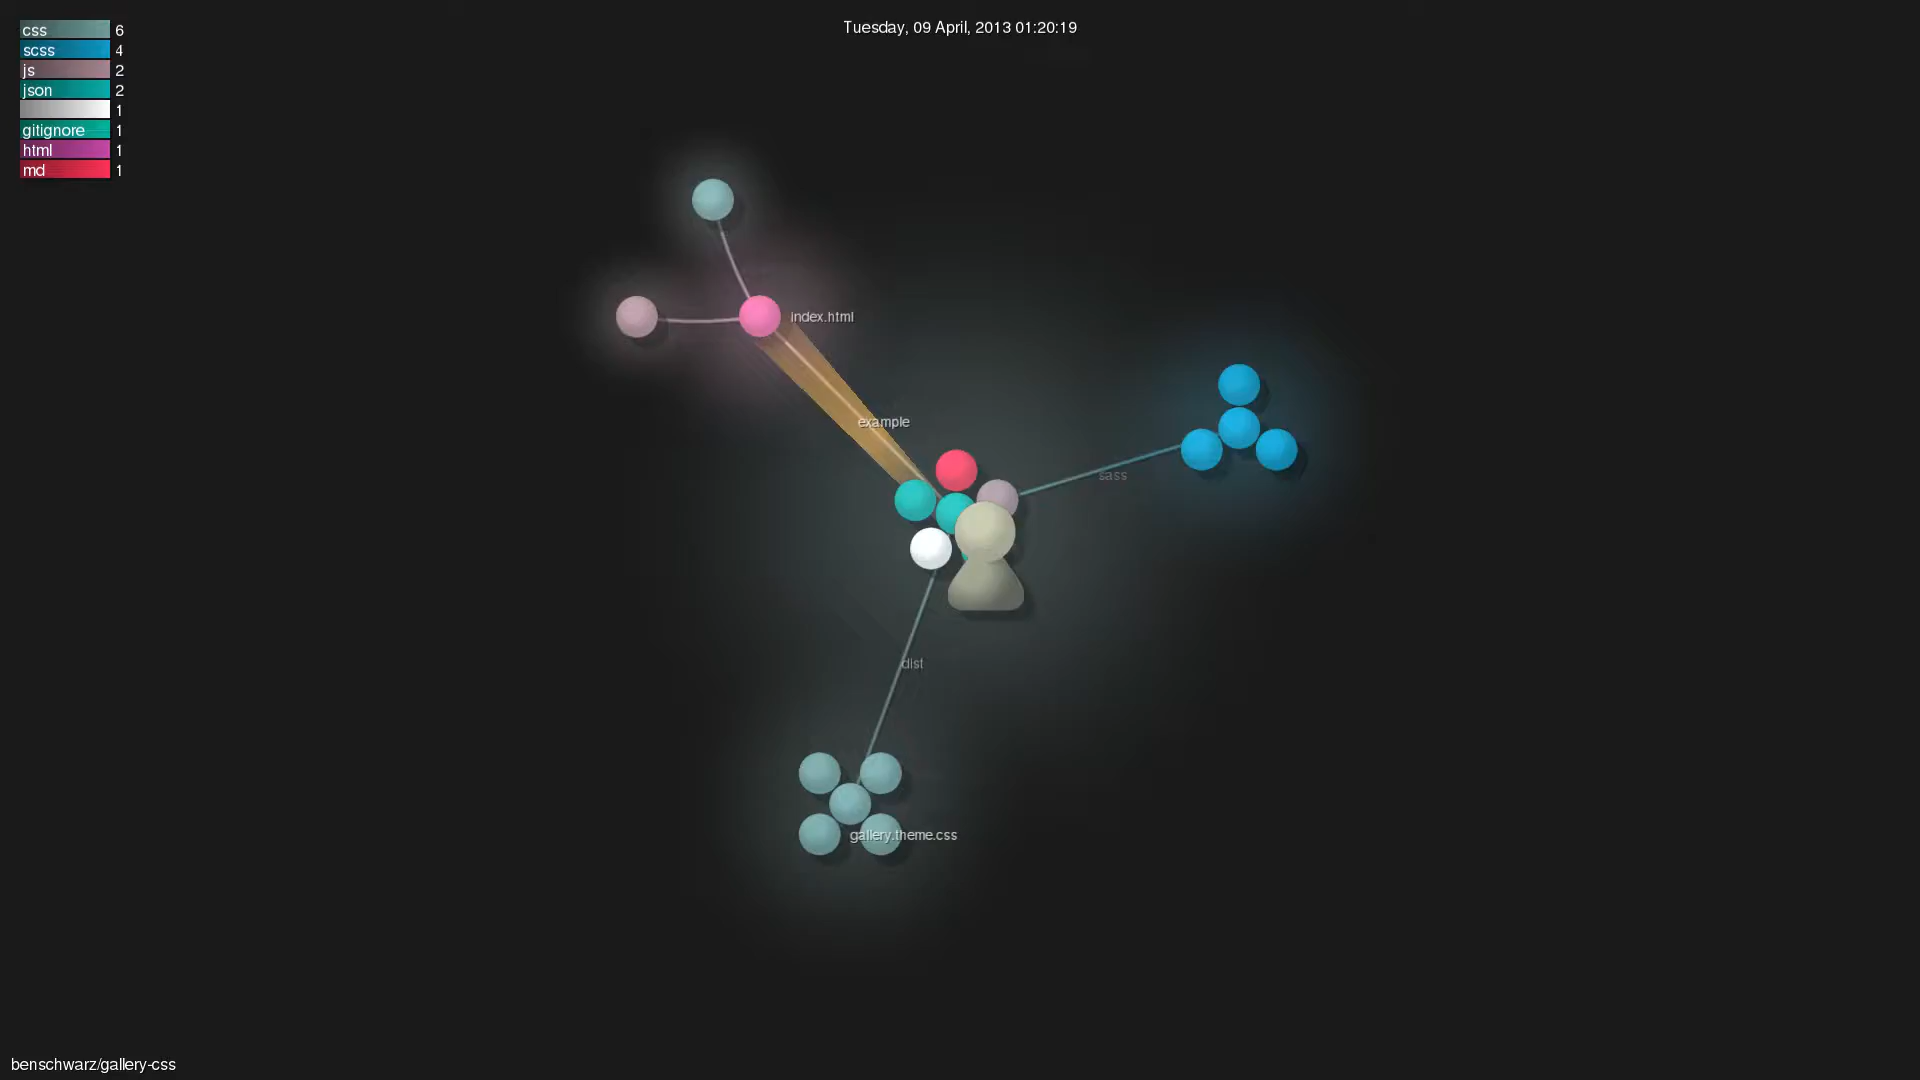 Tuesday, 09 April, 2013 01:20:19
css 6
scss 4
js 2
json 2
1
gitignore 1
html 1
md 1
index.html
example
sass
dist
gallery.theme.css
benschwarz/gallery-css